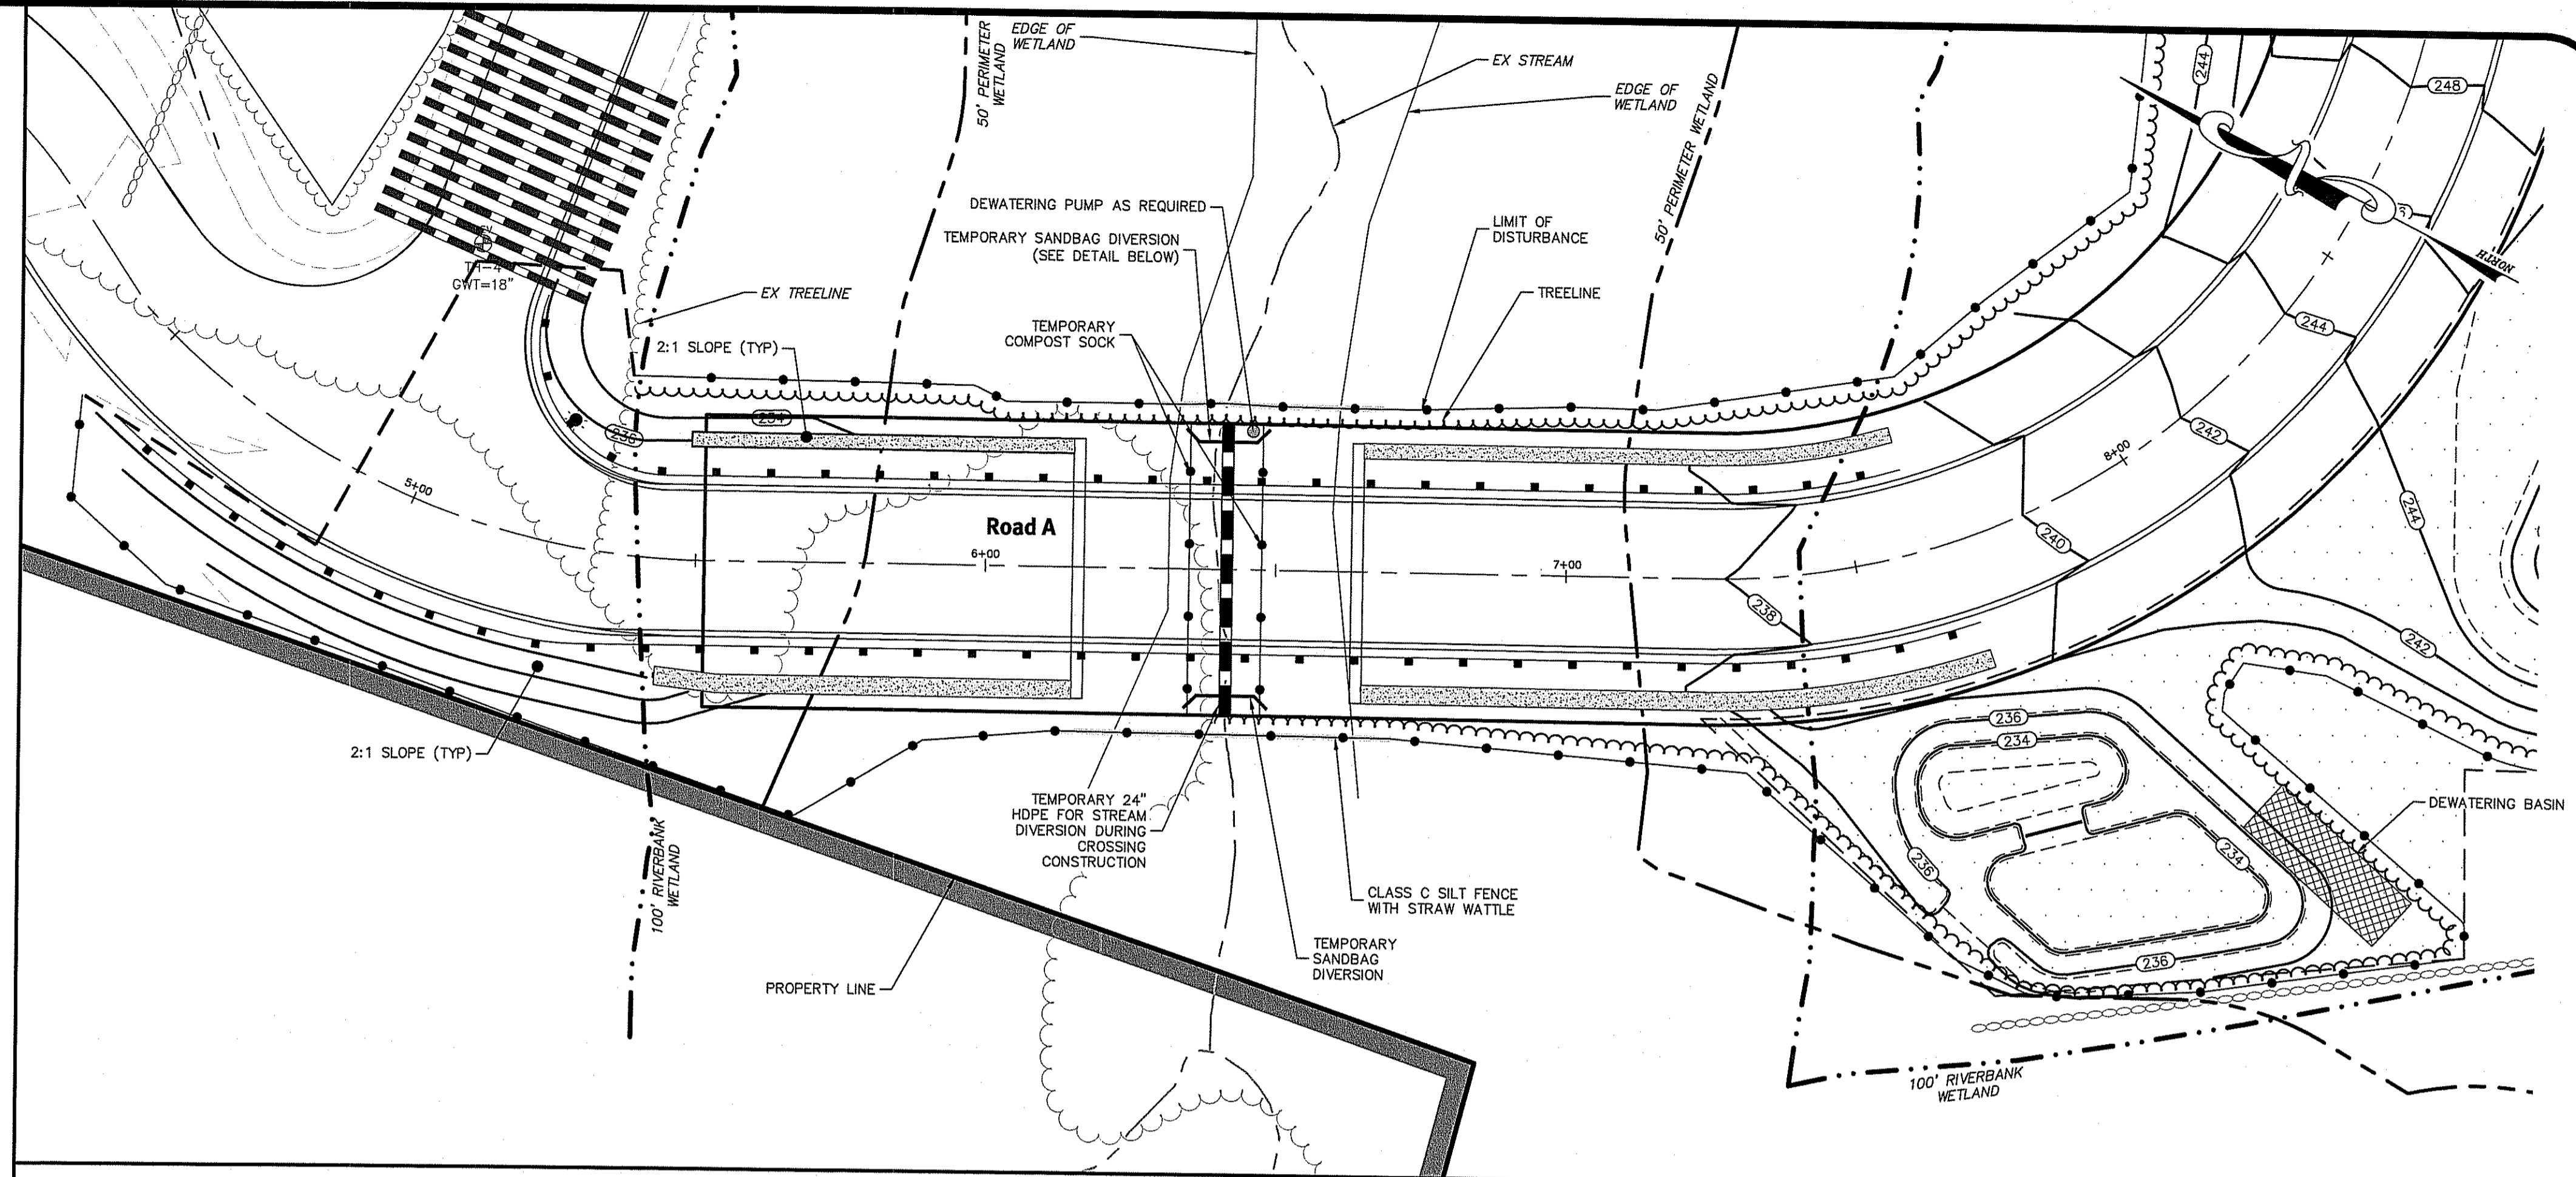 EDGE OF
WETLAND
50' PERIMETER
WETLAND
EX STREAM
EDGE OF
WETLAND
50' PERIMETER WETLAND
244
248
NORTH
DEWATERING PUMP AS REQUIRED
TEMPORARY SANDBAG DIVERSION
(SEE DETAIL BELOW)
LIMIT OF
DISTURBANCE
TREELINE
TH-4
GWT=18"
EX TREELINE
TEMPORARY
COMPOST SOCK
2:1 SLOPE (TYP)
234
236
244
242
8+00
240
244
238
242
5+00
Road A
6+00
7+00
2:1 SLOPE (TYP)
236
234
236
234
236
DEWATERING BASIN
TEMPORARY 24"
HDPE FOR STREAM
DIVERSION DURING
CROSSING
CONSTRUCTION
100' RIVERBANK
WETLAND
CLASS C SILT FENCE
WITH STRAW WATTLE
TEMPORARY
SANDBAG
DIVERSION
PROPERTY LINE
100' RIVERBANK
WETLAND